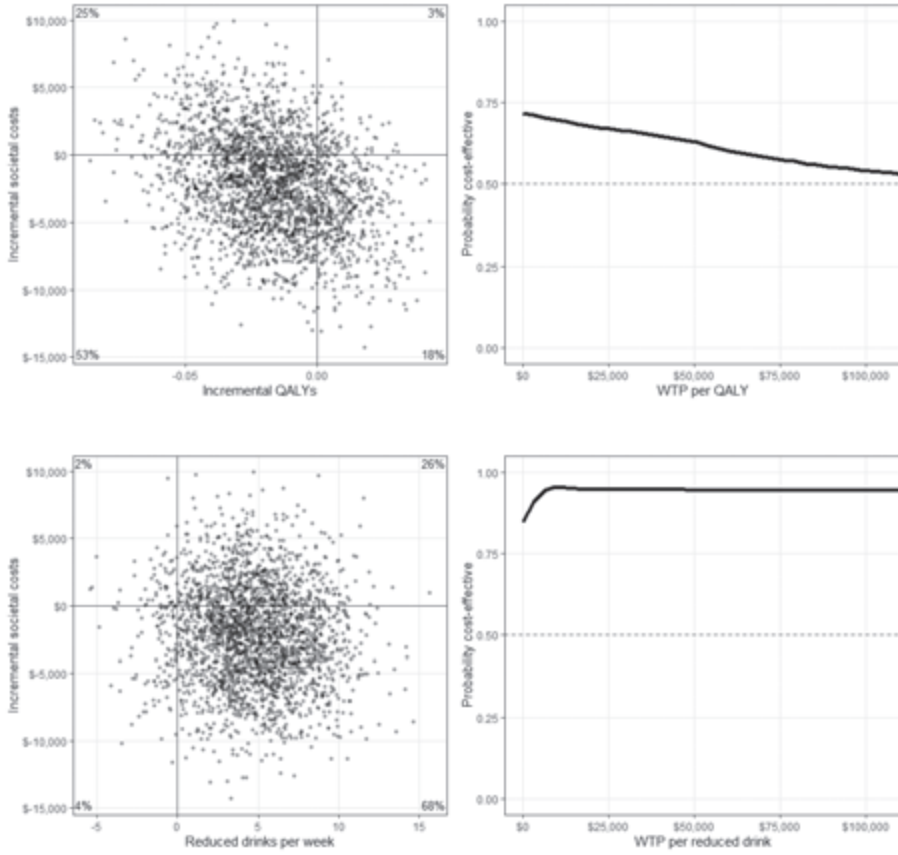 25% 3%
$10,000
$5,000
$0
$-5,000
$-10,000
$-15,000
53% 18%
-0.05 0.00
Incremental QALYs
Incremental societal costs
1.00
0.75
0.50
0.25
0.00
Probability cost-effective
$0 $25,000 $50,000 $75,000 $100,000
WTP per QALY
2% 26%
$10,000
$5,000
$0
$-5,000
$-10,000
$-15,000
4% 68%
-5 0 5 10 15
Reduced drinks per week
Incremental societal costs
1.00
0.75
0.50
0.25
0.00
Probability cost-effective
$0 $25,000 $50,000 $75,000 $100,000
WTP per reduced drink